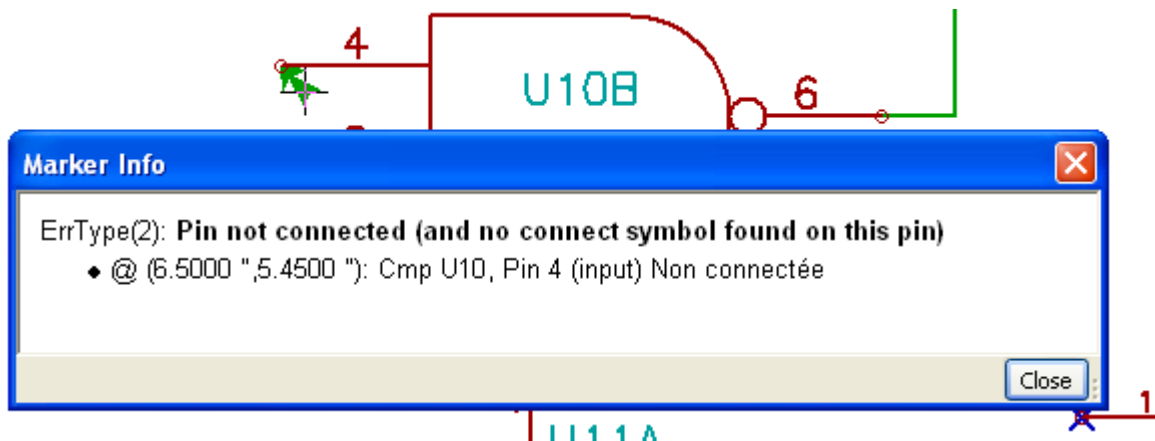 4
U10B
6
Marker Info
ErrType(2): Pin not connected (and no connect symbol found on this pin)
◆ @ (6.5000 ",5.4500 "): Cmp U10, Pin 4 (input) Non connectée
Close
1
U11A